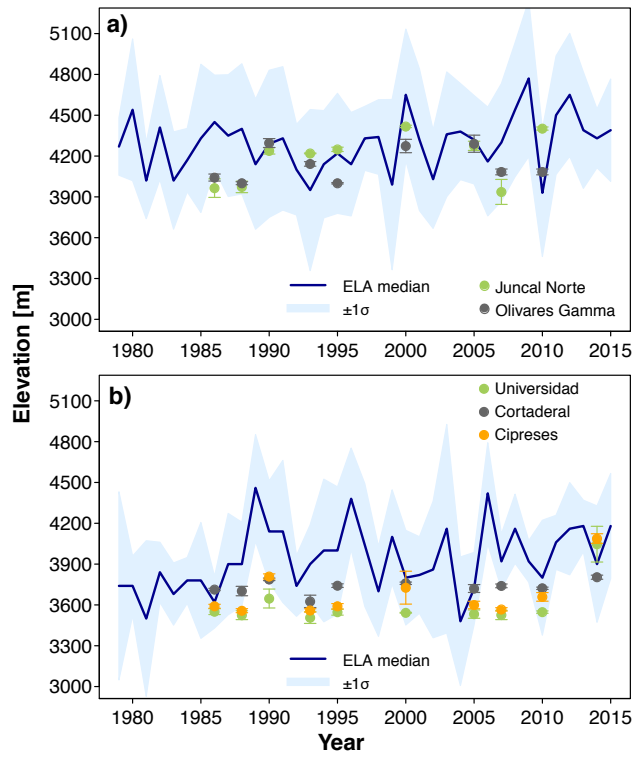 a)
5100
4800
4500
4200
3900
3600
3300
3000
ELA median
±1σ
Juncal Norte
Olivares Gamma
1980 1985 1990 1995 2000 2005 2010 2015
Elevation [m]
b)
5100
4800
4500
4200
3900
3600
3300
3000
Universidad
Cortaderal
Cipreses
ELA median
±1σ
1980 1985 1990 1995 2000 2005 2010 2015
Year